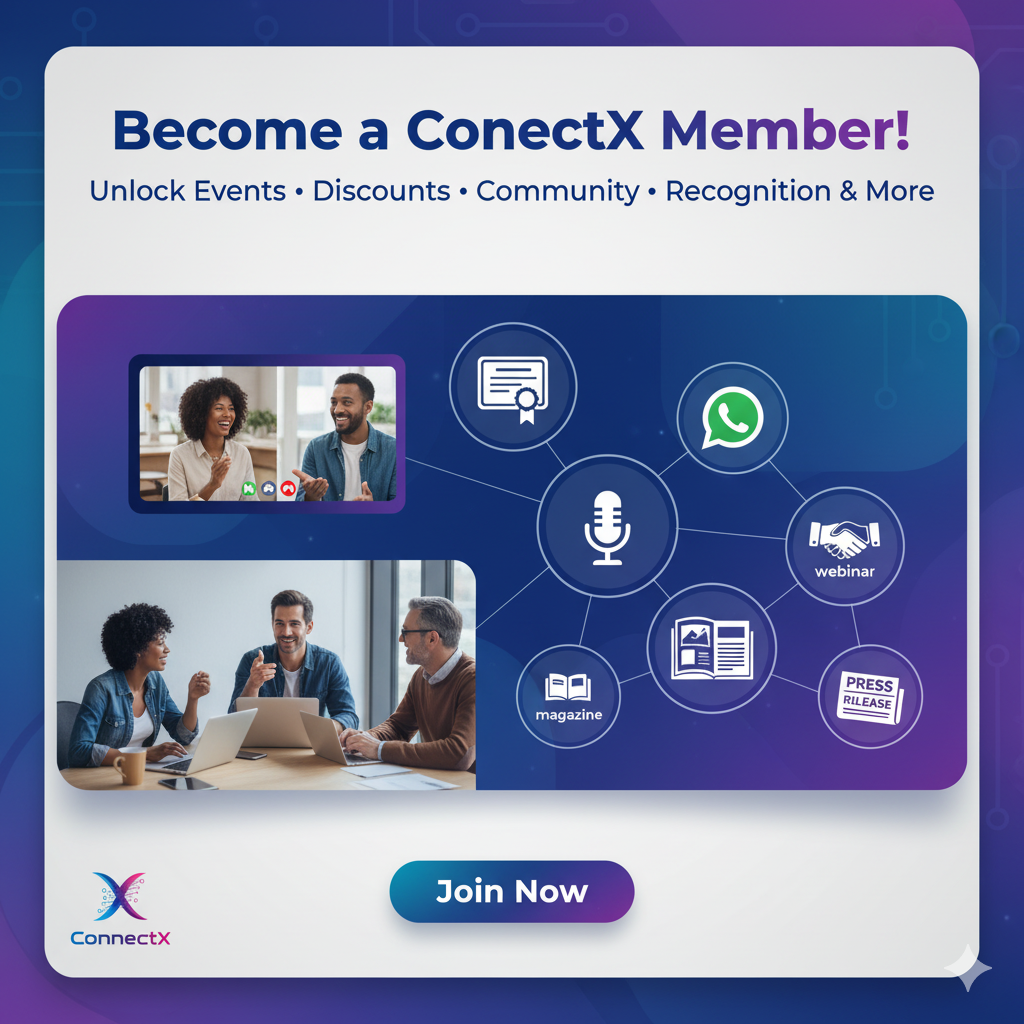 Become a ConectX Member!
Unlock Events • Discounts • Community • Recognition & More
webinar
magazine
PRESS
RILEASE
Join Now
ConnectX